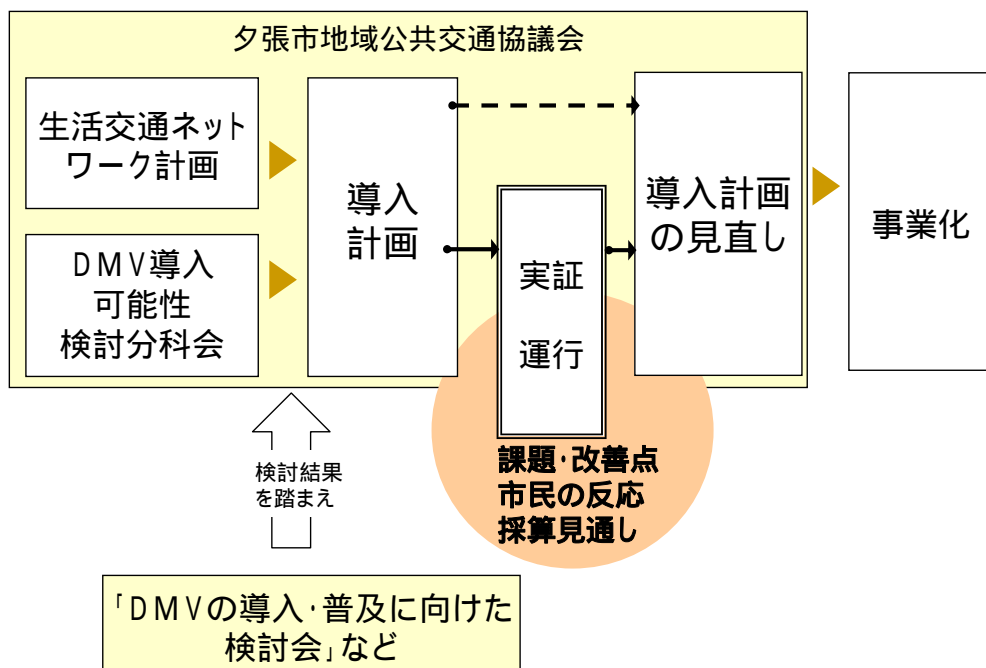 夕張市地域公共交通協議会
生活交通ネット
ワーク計画
DMV導入
可能性
検討分科会
導入
計画
実証
運行
導入計画
の見直し
事業化
課題・改善点
市民の反応
採算見通し
検討結果
を踏まえ
「DMVの導入・普及に向けた
検討会」など